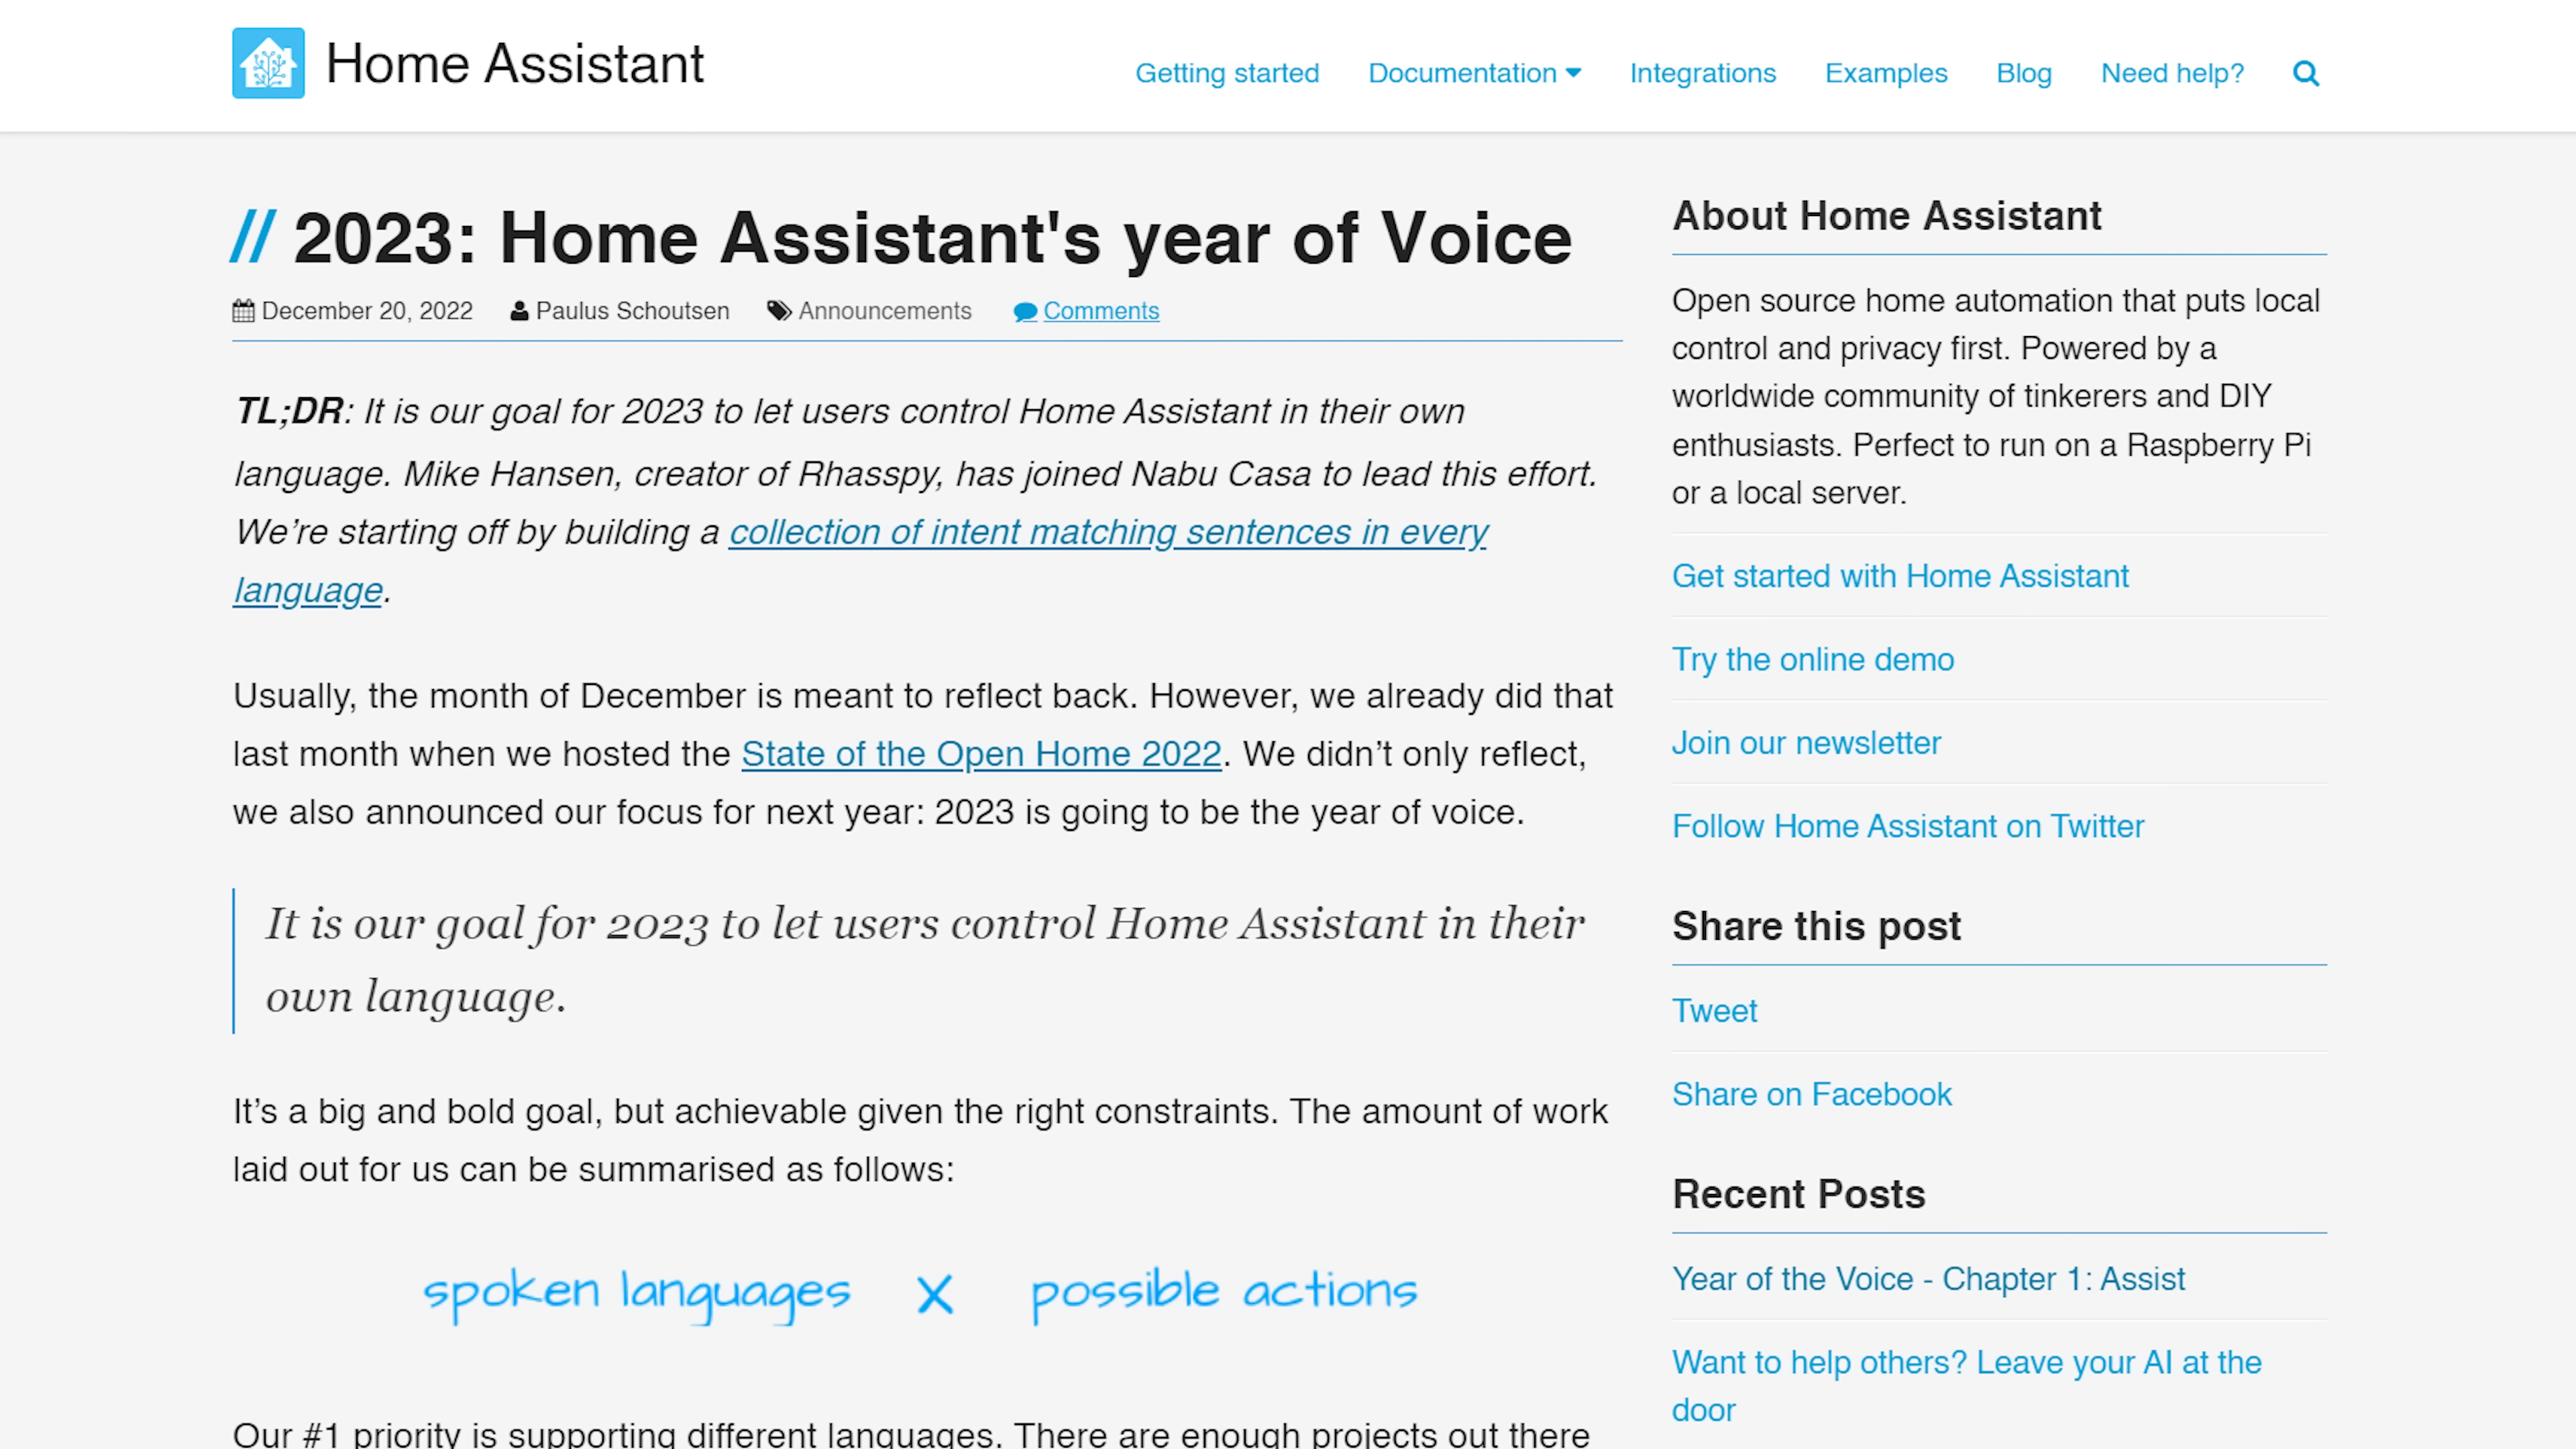 Home Assistant
Getting started
Documentation
Integrations
Examples
Blog
Need help?
// 2023: Home Assistant's year of Voice
December 20, 2022
Paulus Schoutsen
Announcements
Comments
TL;DR: It is our goal for 2023 to let users control Home Assistant in their own
language. Mike Hansen, creator of Rhasspy, has joined Nabu Casa to lead this effort.
We’re starting off by building a collection of intent matching sentences in every
language.
Usually, the month of December is meant to reflect back. However, we already did that
last month when we hosted the State of the Open Home 2022. We didn’t only reflect,
we also announced our focus for next year: 2023 is going to be the year of voice.
It is our goal for 2023 to let users control Home Assistant in their
own language.
It’s a big and bold goal, but achievable given the right constraints. The amount of work
laid out for us can be summarised as follows:
spoken languages X possible actions
Our #1 priority is supporting different languages. There are enough projects out there
About Home Assistant
Open source home automation that puts local
control and privacy first. Powered by a
worldwide community of tinkerers and DIY
enthusiasts. Perfect to run on a Raspberry Pi
or a local server.
Get started with Home Assistant
Try the online demo
Join our newsletter
Follow Home Assistant on Twitter
Share this post
Tweet
Share on Facebook
Recent Posts
Year of the Voice - Chapter 1: Assist
Want to help others? Leave your AI at the
door